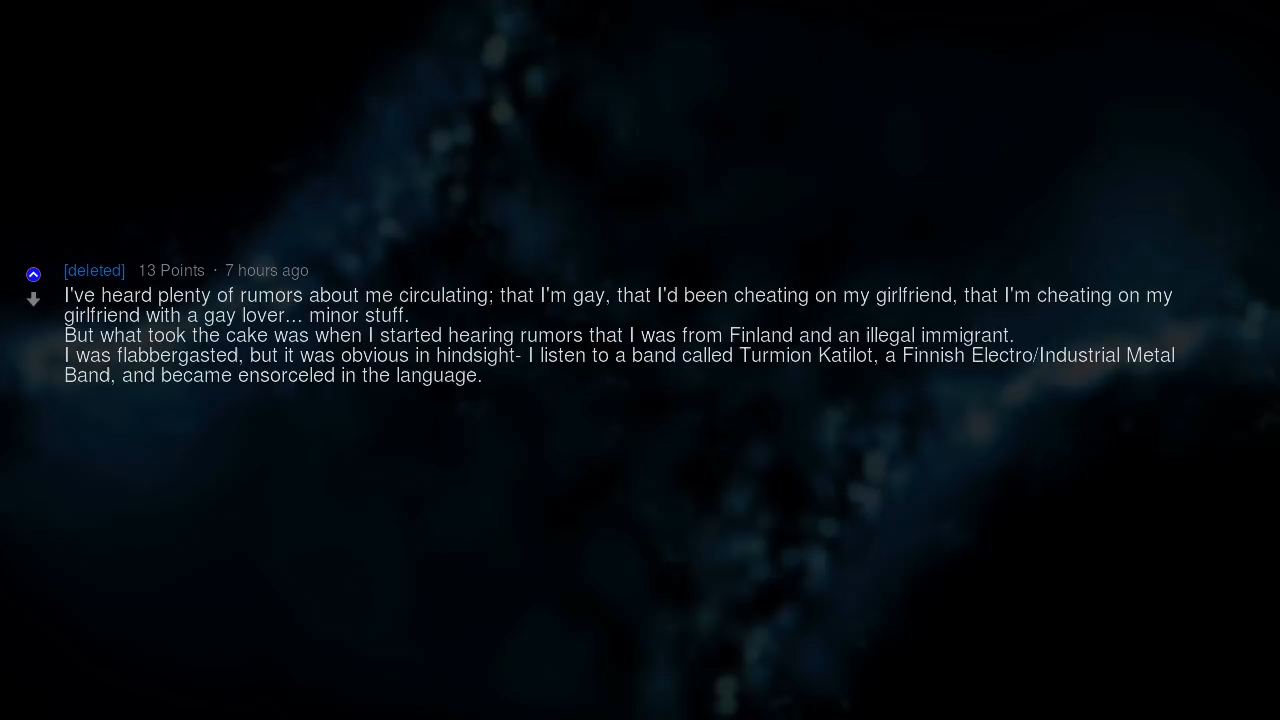 [deleted] 13 Points · 7 hours ago
I've heard plenty of rumors about me circulating; that I'm gay, that I'd been cheating on my girlfriend, that I'm cheating on my
girlfriend with a gay lover... minor stuff.
But what took the cake was when I started hearing rumors that I was from Finland and an illegal immigrant.
I was flabbergasted, but it was obvious in hindsight- I listen to a band called Turmion Katilot, a Finnish Electro/Industrial Metal
Band, and became ensorceled in the language.